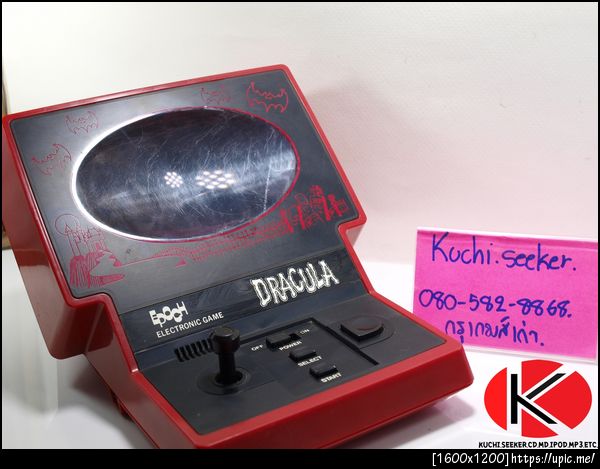 EPOCH
ELECTRONIC GAME
DRACULA
OFF
ON
POWER
SELECT
START
Kuchi.seeker.
080-582-8868.
กรุเกมส์เก่า.
K
KUCHI SEEKER.CD MD IPOD MP3.ETC.
[1600x1200]https://upic.me/